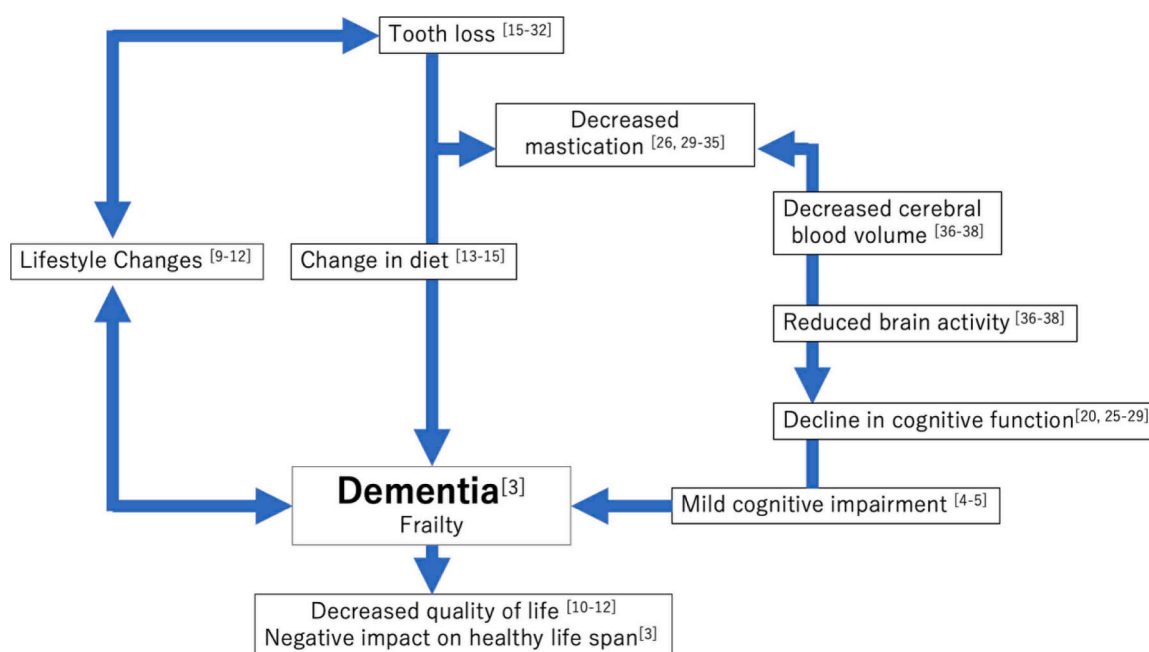 Tooth loss [15-32]
Decreased
mastication [26, 29-35]
Decreased cerebral
blood volume [36-38]
Lifestyle Changes [9-12]
Change in diet [13-15]
Reduced brain activity [36-38]
Decline in cognitive function[20, 25-29]
Dementia[3]
Frailty
Mild cognitive impairment [4-5]
Decreased quality of life [10-12]
Negative impact on healthy life span[3]